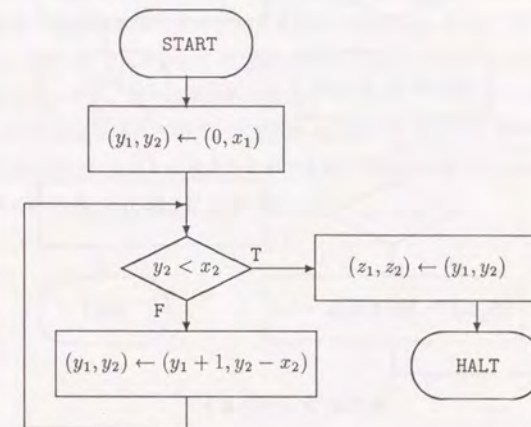 START
(y₁, y₂) ← (0, x₁)
y₂ < x₂
T
(z₁, z₂) ← (y₁, y₂)
F
(y₁, y₂) ← (y₁ + 1, y₂ − x₂)
HALT